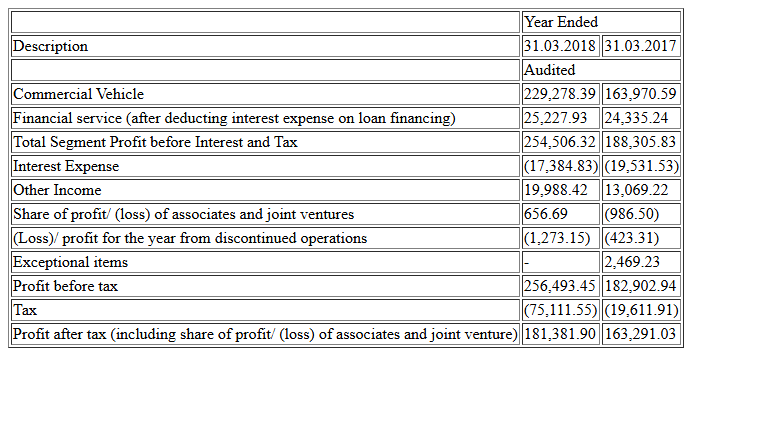 Year Ended
Description 31.03.2018 31.03.2017
Audited
Commercial Vehicle 229,278.39 163,970.59
Financial service (after deducting interest expense on loan financing) 25,227.93 24,335.24
Total Segment Profit before Interest and Tax 254,506.32 188,305.83
Interest Expense (17,384.83) (19,531.53)
Other Income 19,988.42 13,069.22
Share of profit/ (loss) of associates and joint ventures 656.69 (986.50)
(Loss)/ profit for the year from discontinued operations (1,273.15) (423.31)
Exceptional items - 2,469.23
Profit before tax 256,493.45 182,902.94
Tax (75,111.55) (19,611.91)
Profit after tax (including share of profit/ (loss) of associates and joint venture) 181,381.90 163,291.03